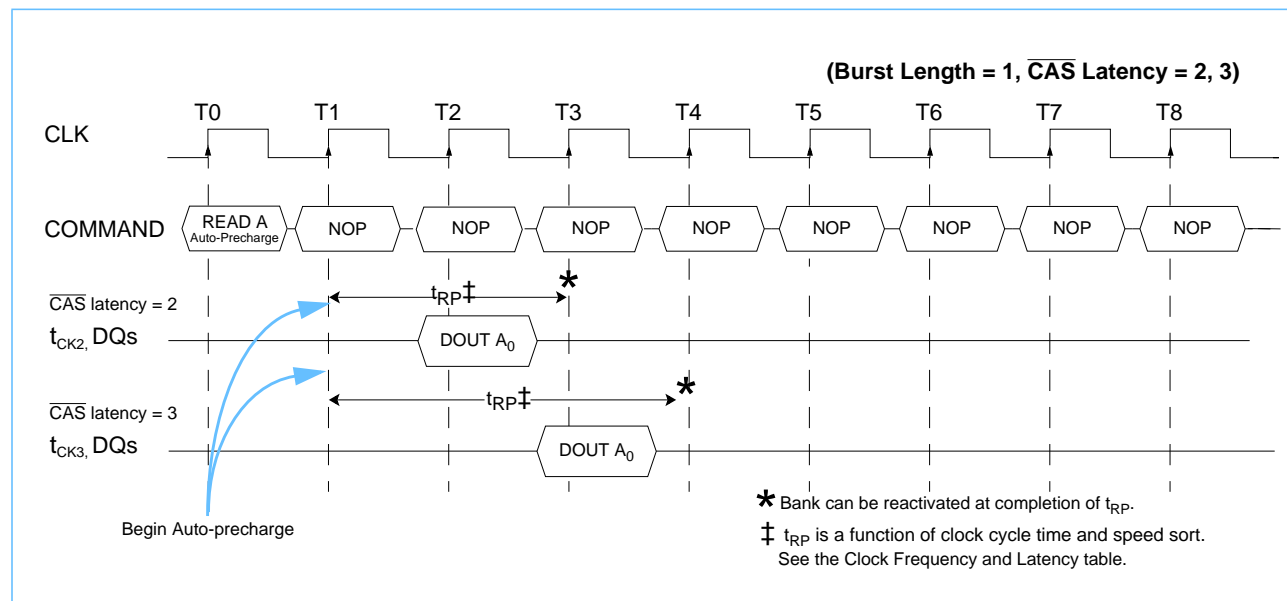 (Burst Length = 1, CAS Latency = 2, 3)
T0 T1 T2 T3 T4 T5 T6 T7 T8
CLK
COMMAND
READ A
Auto-Precharge
NOP NOP NOP NOP NOP NOP NOP NOP
*
tRP‡
CAS latency = 2
tCK2, DQs
DOUT A0
*
tRP‡
CAS latency = 3
tCK3, DQs
DOUT A0
Begin Auto-precharge
* Bank can be reactivated at completion of tRP.
‡ tRP is a function of clock cycle time and speed sort.
See the Clock Frequency and Latency table.